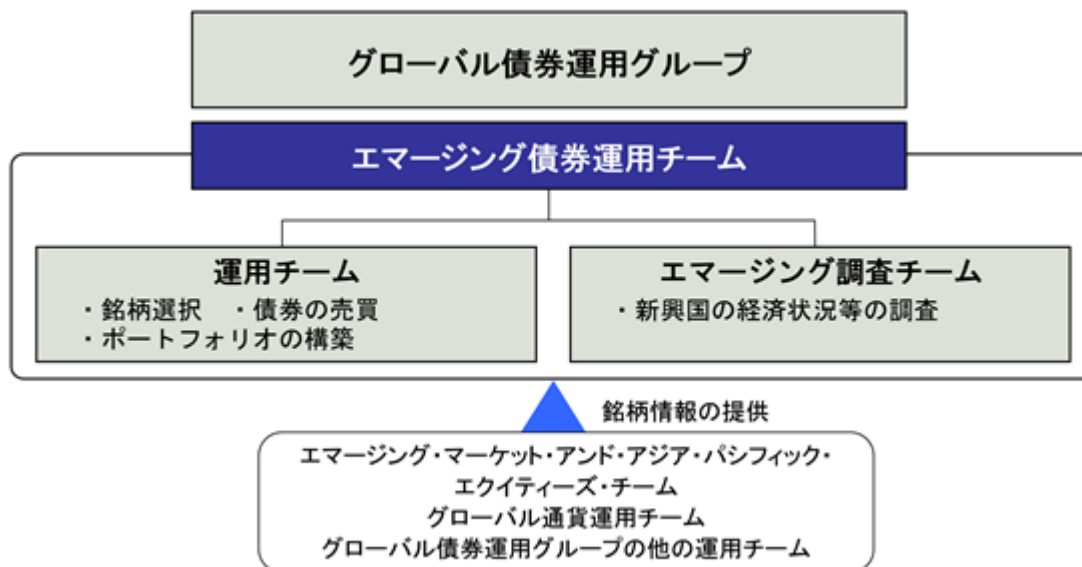 グローバル債券運用グループ
エマージング債券運用チーム
運用チーム
・銘柄選択　・債券の売買
・ポートフォリオの構築
エマージング調査チーム
・新興国の経済状況等の調査
銘柄情報の提供
エマージング・マーケット・アンド・アジア・パシフィック・
エクイティーズ・チーム
グローバル通貨運用チーム
グローバル債券運用グループの他の運用チーム